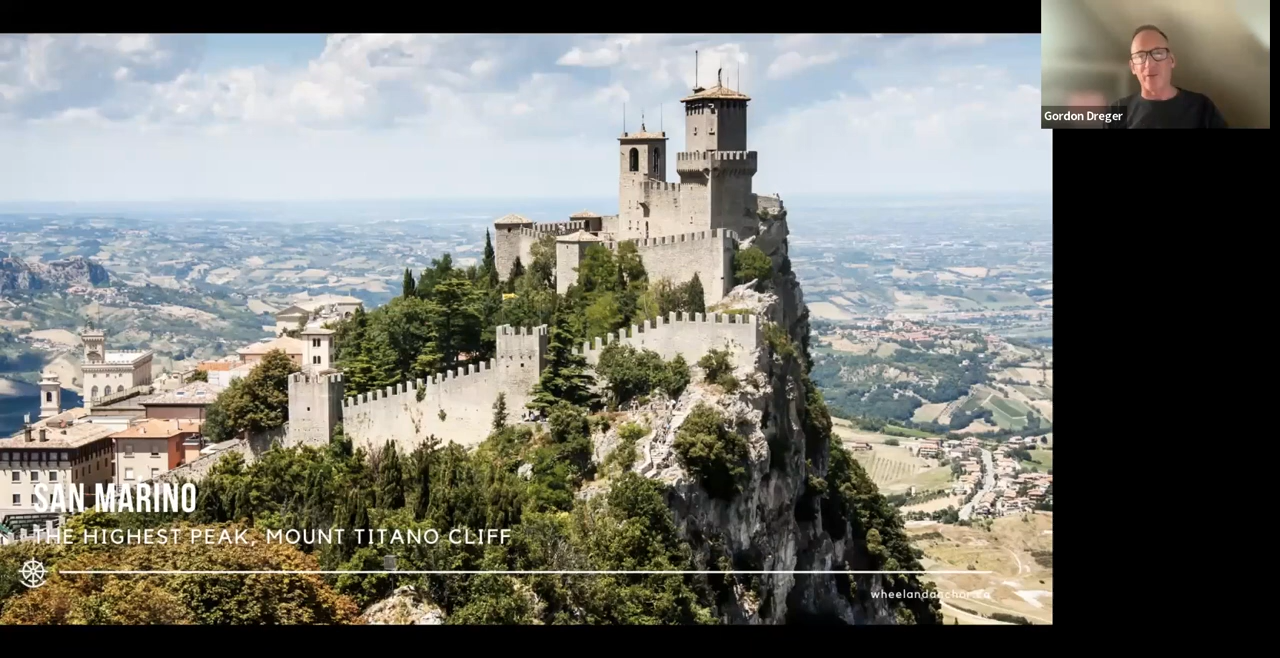 Gordon Dreger
SAN MARINO
THE HIGHEST PEAK, MOUNT TITANO CLIFF
wheelandanchor.ca